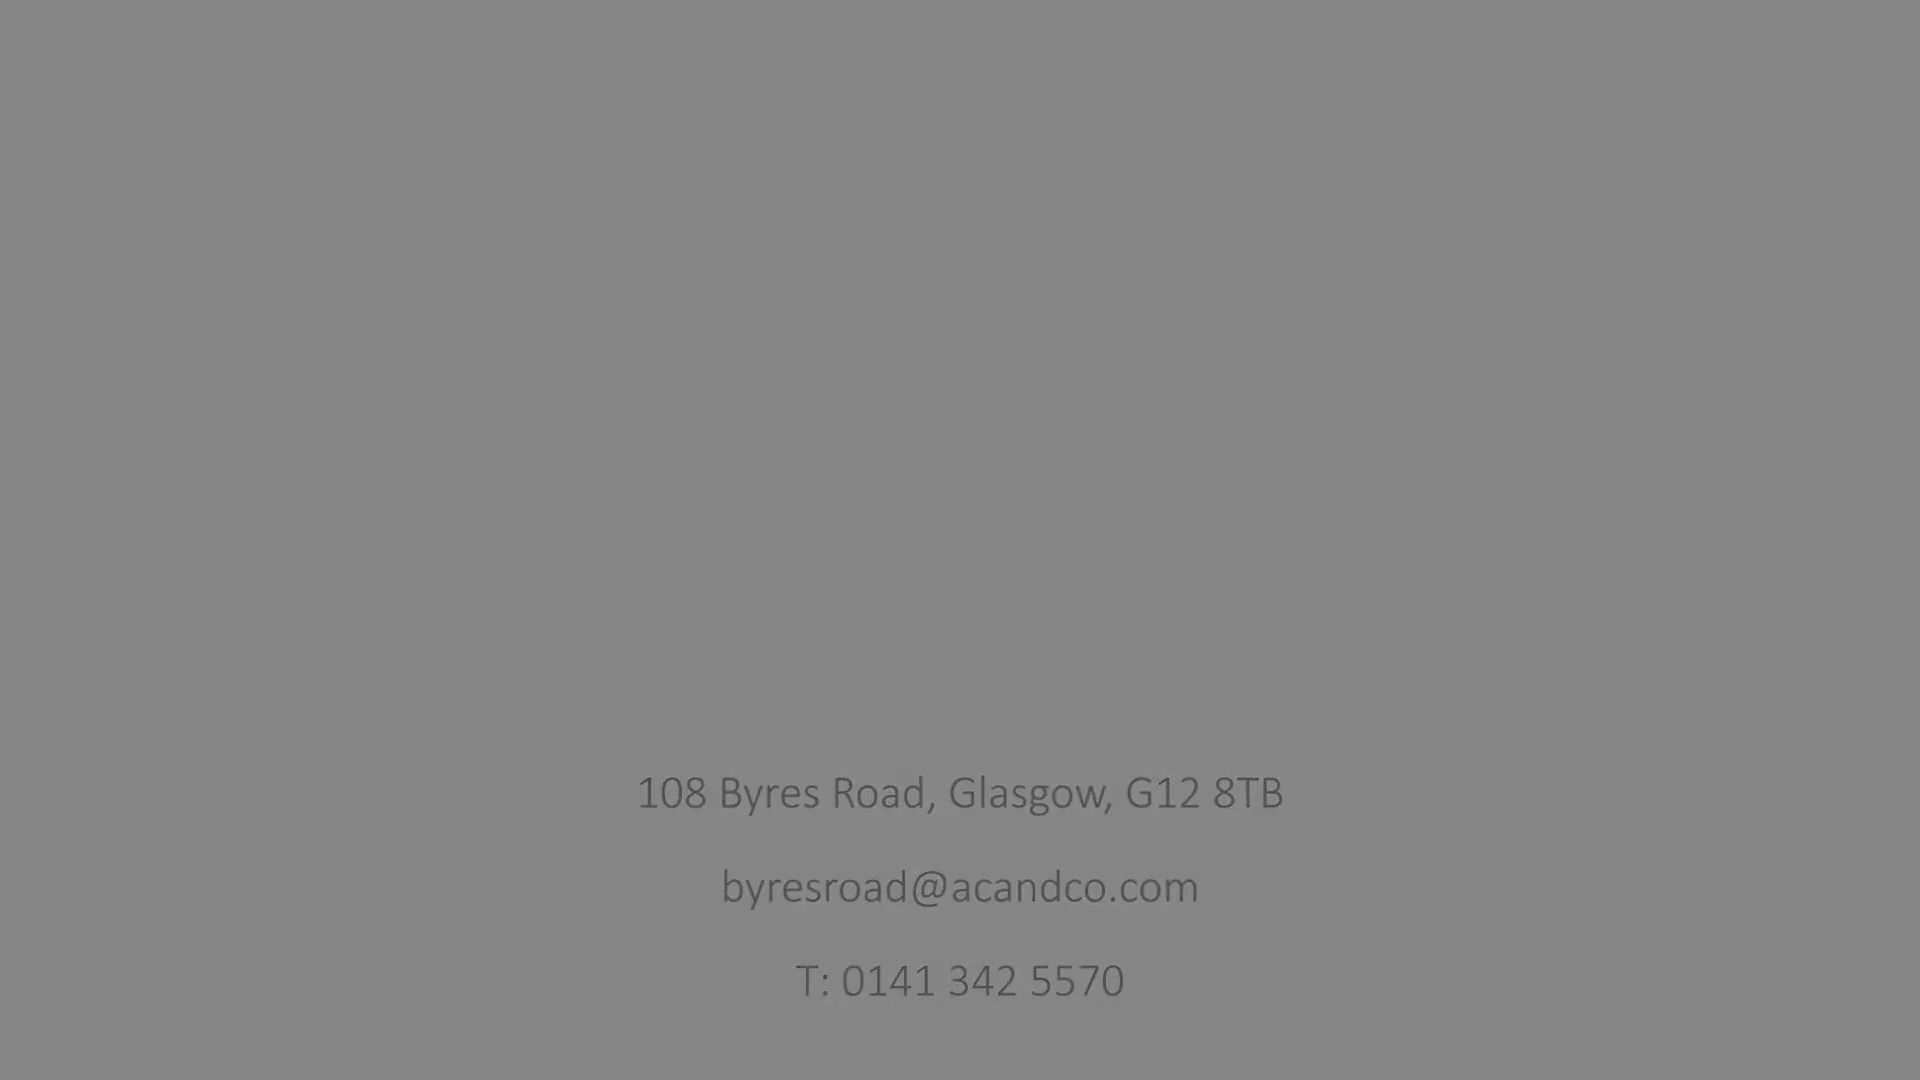 108 Byres Road, Glasgow, G12 8TB
byresroad@acandco.com
T: 0141 342 5570